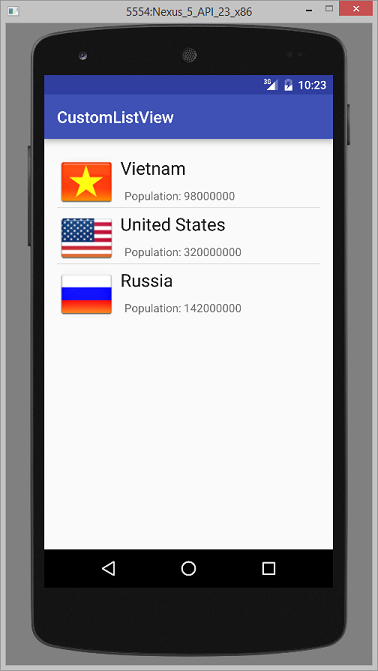 5554:Nexus_5_API_23_x86
3G 10:23
CustomListView
Vietnam
Population: 98000000
United States
Population: 320000000
Russia
Population: 142000000